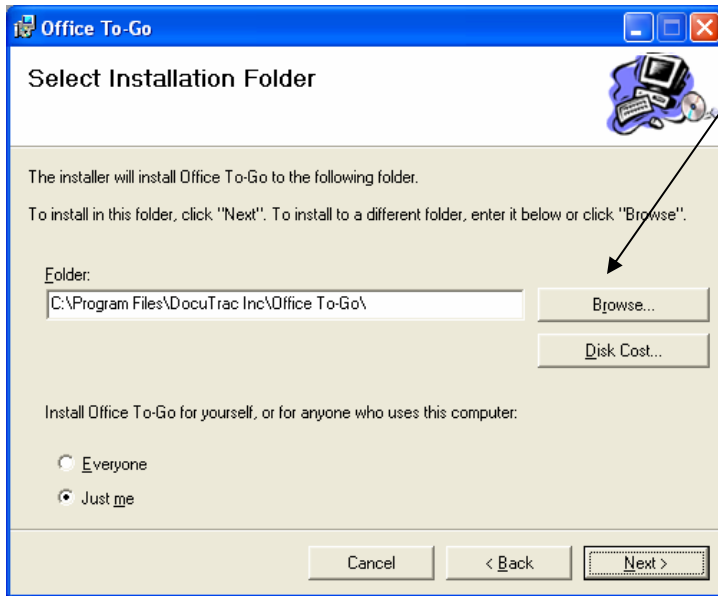 Office To-Go
Select Installation Folder
The installer will install Office To-Go to the following folder.
To install in this folder, click "Next". To install to a different folder, enter it below or click "Browse".
Folder:
C:\Program Files\DocuTrac Inc\Office To-Go\
Browse...
Disk Cost...
Install Office To-Go for yourself, or for anyone who uses this computer:
Everyone
Just me
Cancel
< Back
Next >